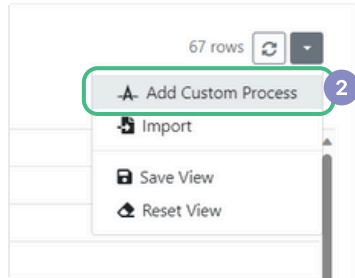 67 rows
Add Custom Process
2
Import
Save View
Reset View